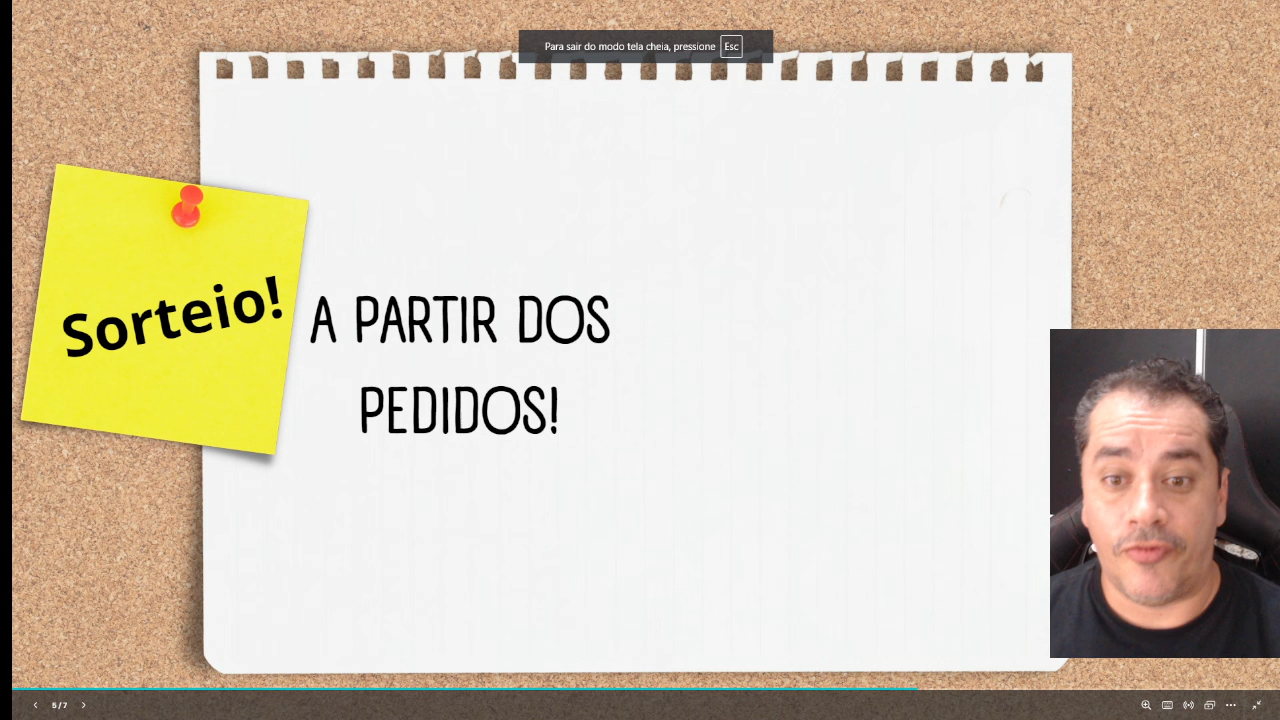 Para sair do modo tela cheia, pressione Esc
Sorteio!
A PARTIR DOS
PEDIDOS!
5/7